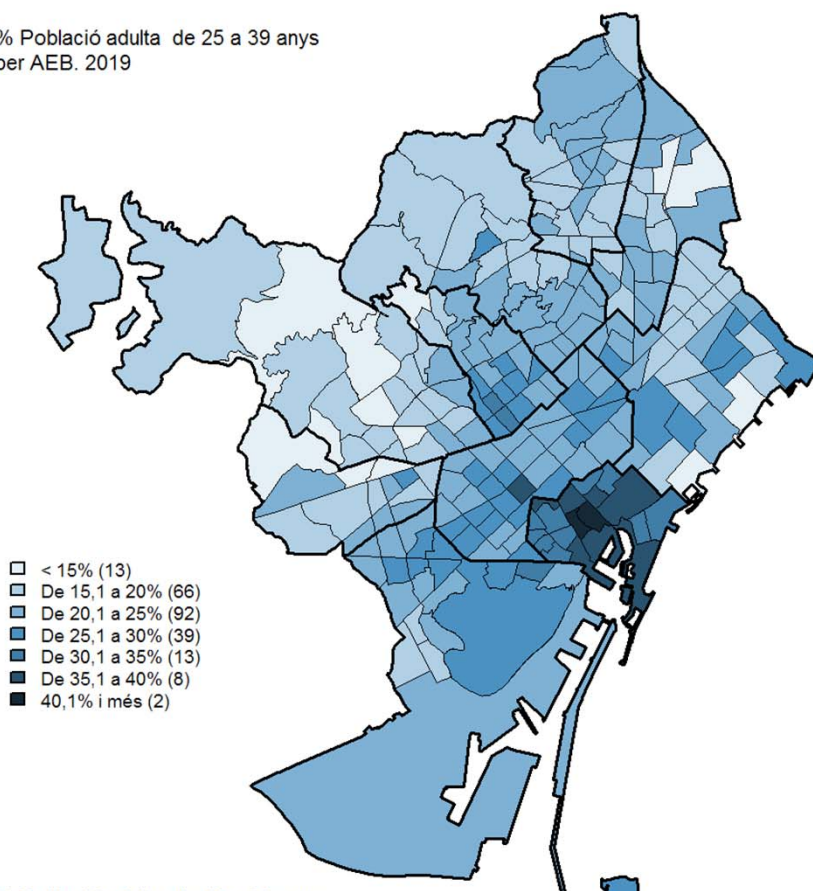 % Població adulta de 25 a 39 anys
per AEB. 2019
< 15% (13)
De 15,1 a 20% (66)
De 20,1 a 25% (92)
De 25,1 a 30% (39)
De 30,1 a 35% (13)
De 35,1 a 40% (8)
40,1% i més (2)